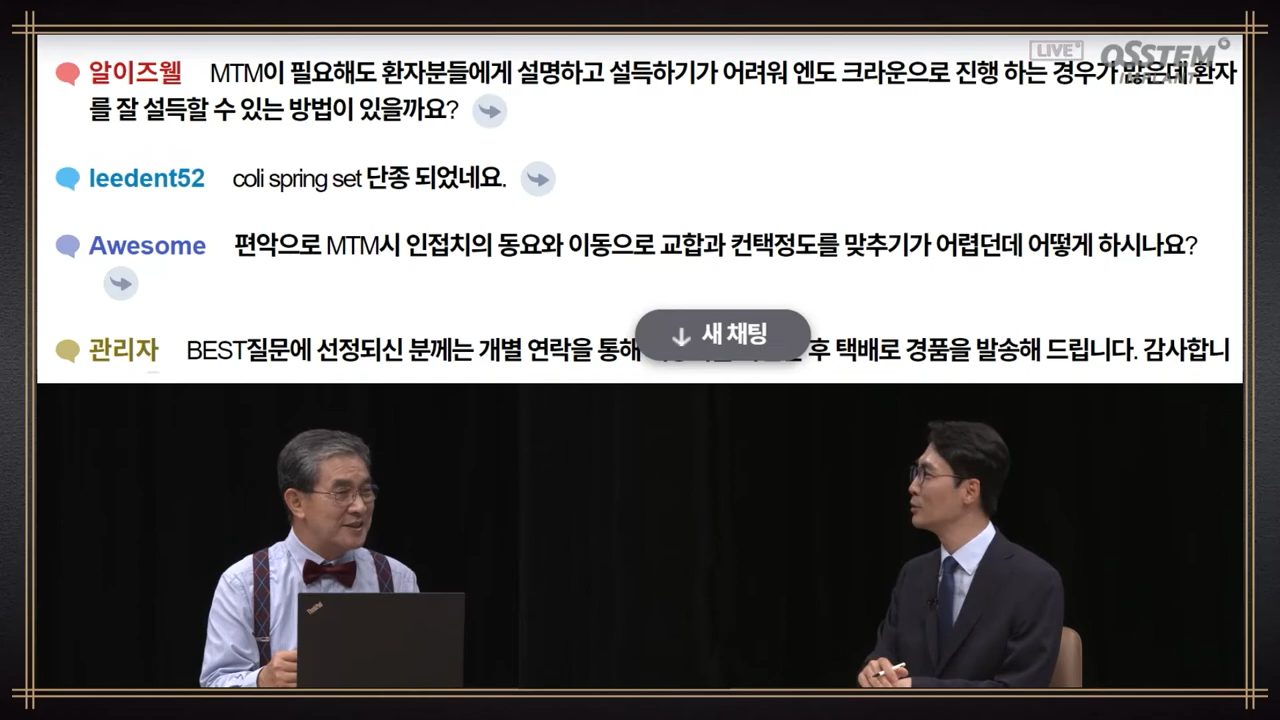 LIVE
OSSTEM
IMPLANT
알이즈웰 MTM이 필요해도 환자분들에게 설명하고 설득하기가 어려워 엔도 크라운으로 진행 하는 경우가 많은데 환자
를 잘 설득할 수 있는 방법이 있을까요?
leedent52 coli spring set 단종 되었네요.
Awesome 편악으로 MTM시 인접치의 동요와 이동으로 교합과 컨택정도를 맞추기가 어렵던데 어떻게 하시나요?
새 채팅
관리자 BEST질문에 선정되신 분께는 개별 연락을 통해 후 택배로 경품을 발송해 드립니다. 감사합니
ThinkPad